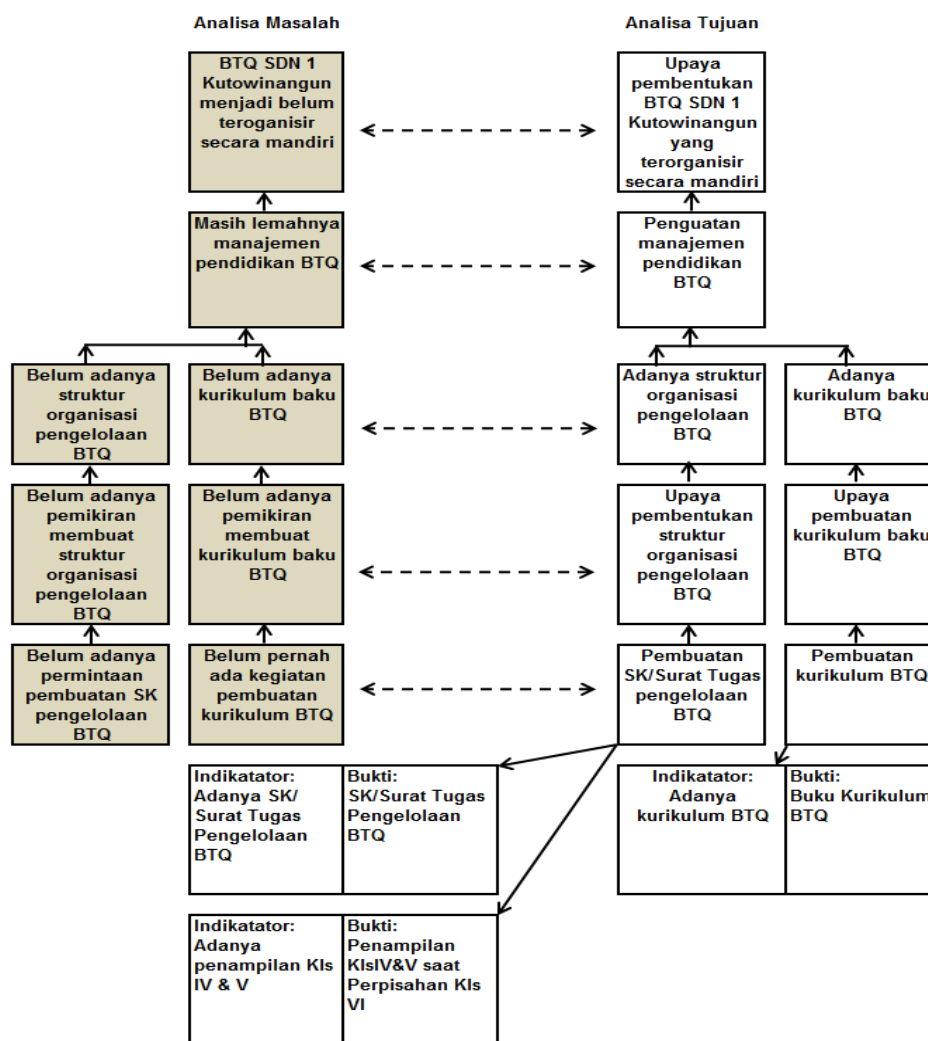 Analisa Masalah
Analisa Tujuan
BTQ SDN 1
Kutowinangun
menjadi belum
teroganisir
secara mandiri
Upaya
pembentukan
BTQ SDN 1
Kutowinangun
yang
terorganisir
secara mandiri
Masih lemahnya
manajemen
pendidikan BTQ
Penguatan
manajemen
pendidikan
BTQ
Belum adanya
struktur
organisasi
pengelolaan
BTQ
Belum adanya
kurikulum baku
BTQ
Adanya struktur
organisasi
pengelolaan
BTQ
Adanya
kurikulum baku
BTQ
Belum adanya
pemikiran
membuat
struktur
organisasi
pengelolaan
BTQ
Belum adanya
pemikiran
membuat
kurikulum baku
BTQ
Upaya
pembentukan
struktur
organisasi
pengelolaan
BTQ
Upaya
pembuatan
kurikulum baku
BTQ
Belum adanya
permintaan
pembuatan SK
pengelolaan
BTQ
Belum pernah
ada kegiatan
pembuatan
kurikulum BTQ
Pembuatan
SK/Surat Tugas
pengelolaan
BTQ
Pembuatan
kurikulum BTQ
Indikatator:
Adanya SK/
Surat Tugas
Pengelolaan
BTQ
Bukti:
SK/Surat Tugas
Pengelolaan
BTQ
Indikatator:
Adanya
kurikulum BTQ
Bukti:
Buku Kurikulum
BTQ
Indikatator:
Adanya
penampilan Kls
IV & V
Bukti:
Penampilan
KlsIV&V saat
Perpisahan Kls
VI